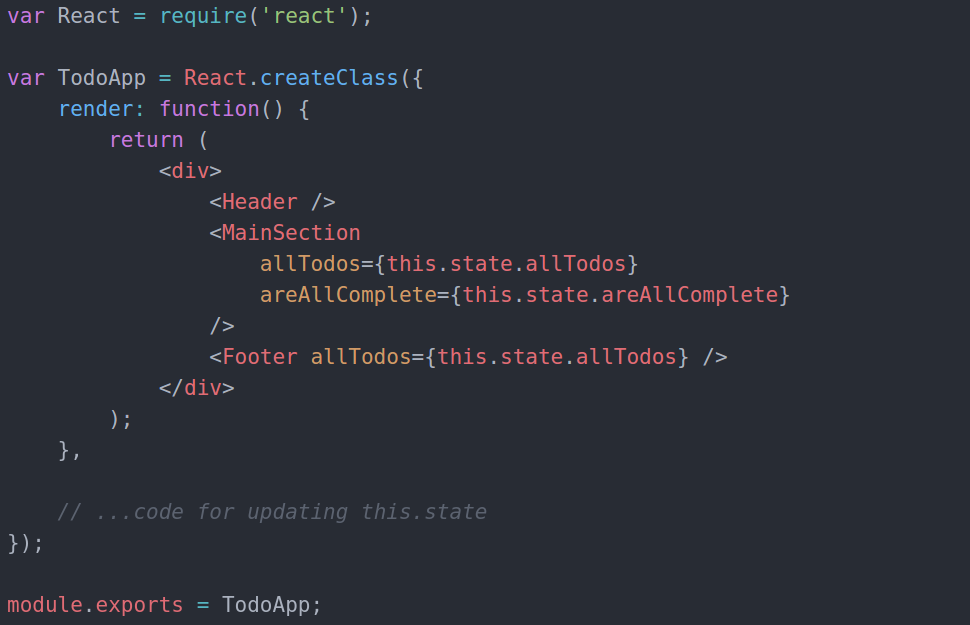 var React = require('react');

var TodoApp = React.createClass({
    render: function() {
        return (
            <div>
                <Header />
                <MainSection
                    allTodos={this.state.allTodos}
                    areAllComplete={this.state.areAllComplete}
                />
                <Footer allTodos={this.state.allTodos} />
            </div>
        );
    },

    // ...code for updating this.state
});

module.exports = TodoApp;